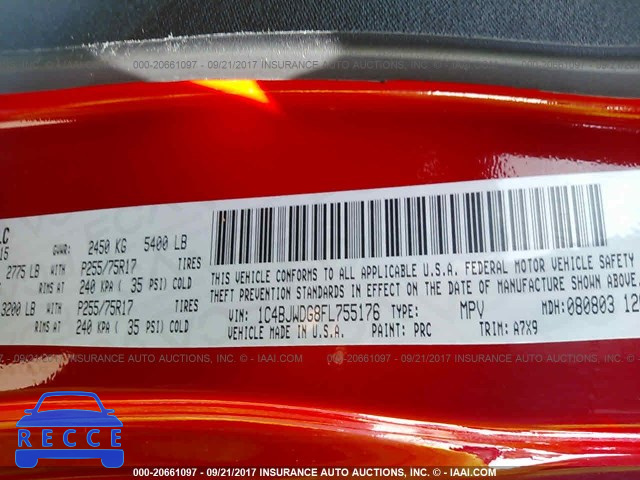 000-20661097 - 09/21/2017 INSURANCE AUTO AUCTIONS, INC. - IAAI.COM
LC
GVWR: 2450 KG 5400 LB
15
2775 LB WITH P255/75R17 TIRES
RIMS AT 240 KPA ( 35 PSI) COLD
3200 LB WITH P255/75R17 TIRES
RIMS AT 240 KPA ( 35 PSI) COLD
THIS VEHICLE CONFORMS TO ALL APPLICABLE U.S.A. FEDERAL MOTOR VEHICLE SAFETY
THEFT PREVENTION STANDARDS IN EFFECT ON THE DATE OF MANUFACTURE SHOWN ABOVE.
VIN: 1C4BJWDG8FL755176 TYPE: MPV MDH:080803 12
VEHICLE MADE IN U.S.A. PAINT: PRC TRIM: A7X9
000-20661097 - 09/21/2017 INSURANCE AUTO AUCTIONS, INC. - IAAI.COM
RECCE
000-20661097 - 09/21/2017 INSURANCE AUTO AUCTIONS, INC. - IAAI.COM